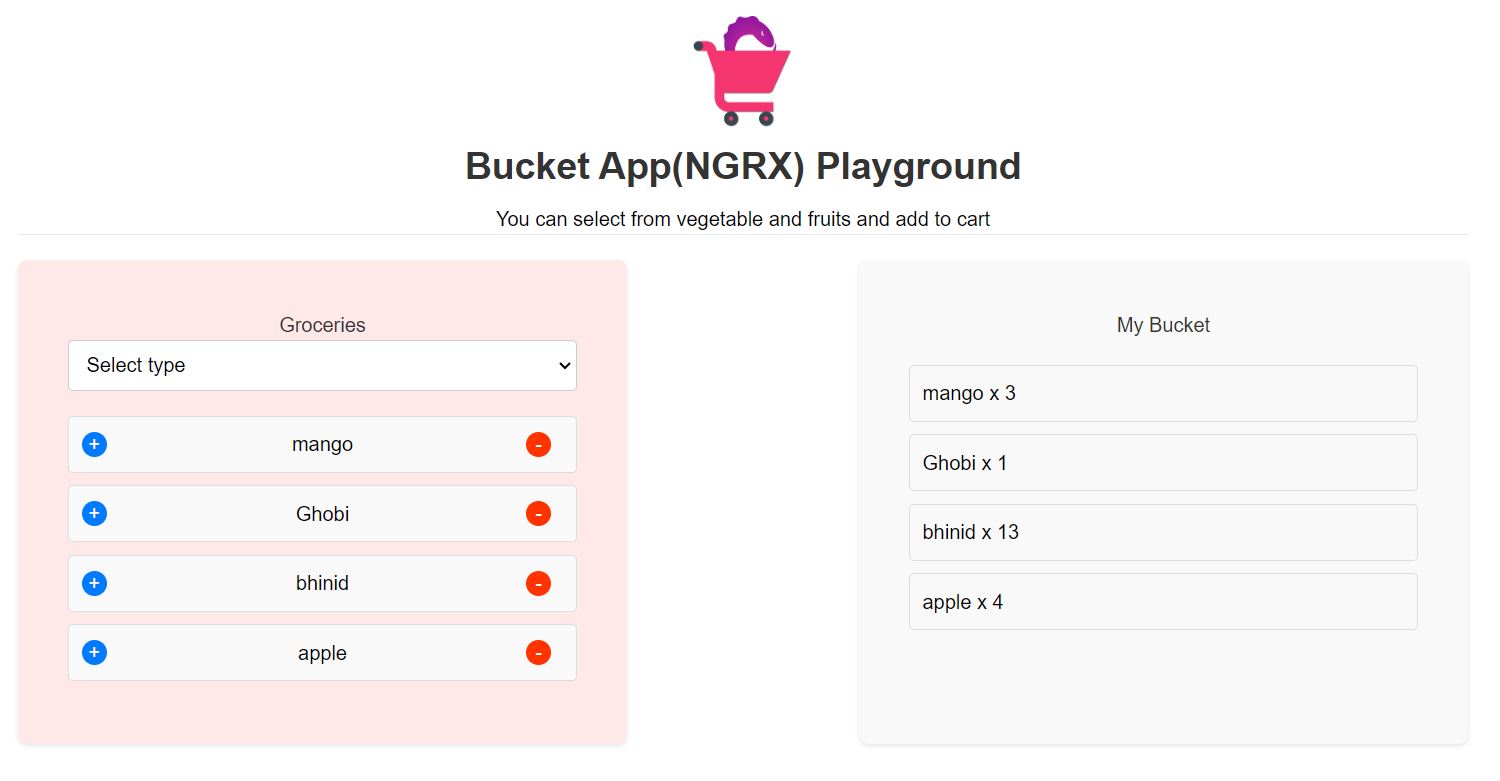 Bucket App(NGRX) Playground
You can select from vegetable and fruits and add to cart
Groceries
Select type
+ mango -
+ Ghobi -
+ bhinid -
+ apple -
My Bucket
mango x 3
Ghobi x 1
bhinid x 13
apple x 4